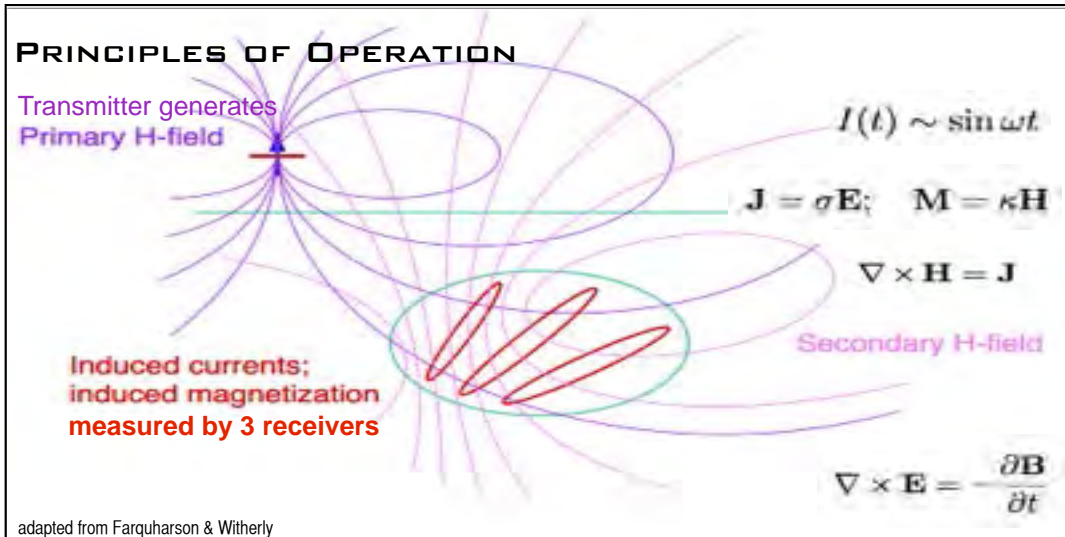 PRINCIPLES OF OPERATION
Transmitter generates
Primary H-field
I(t) ∼ sin ωt
J = σE; M = κH
∇ × H = J
Secondary H-field
Induced currents;
induced magnetization
measured by 3 receivers
∇ × E = -∂B/∂t
adapted from Farquharson & Witherly